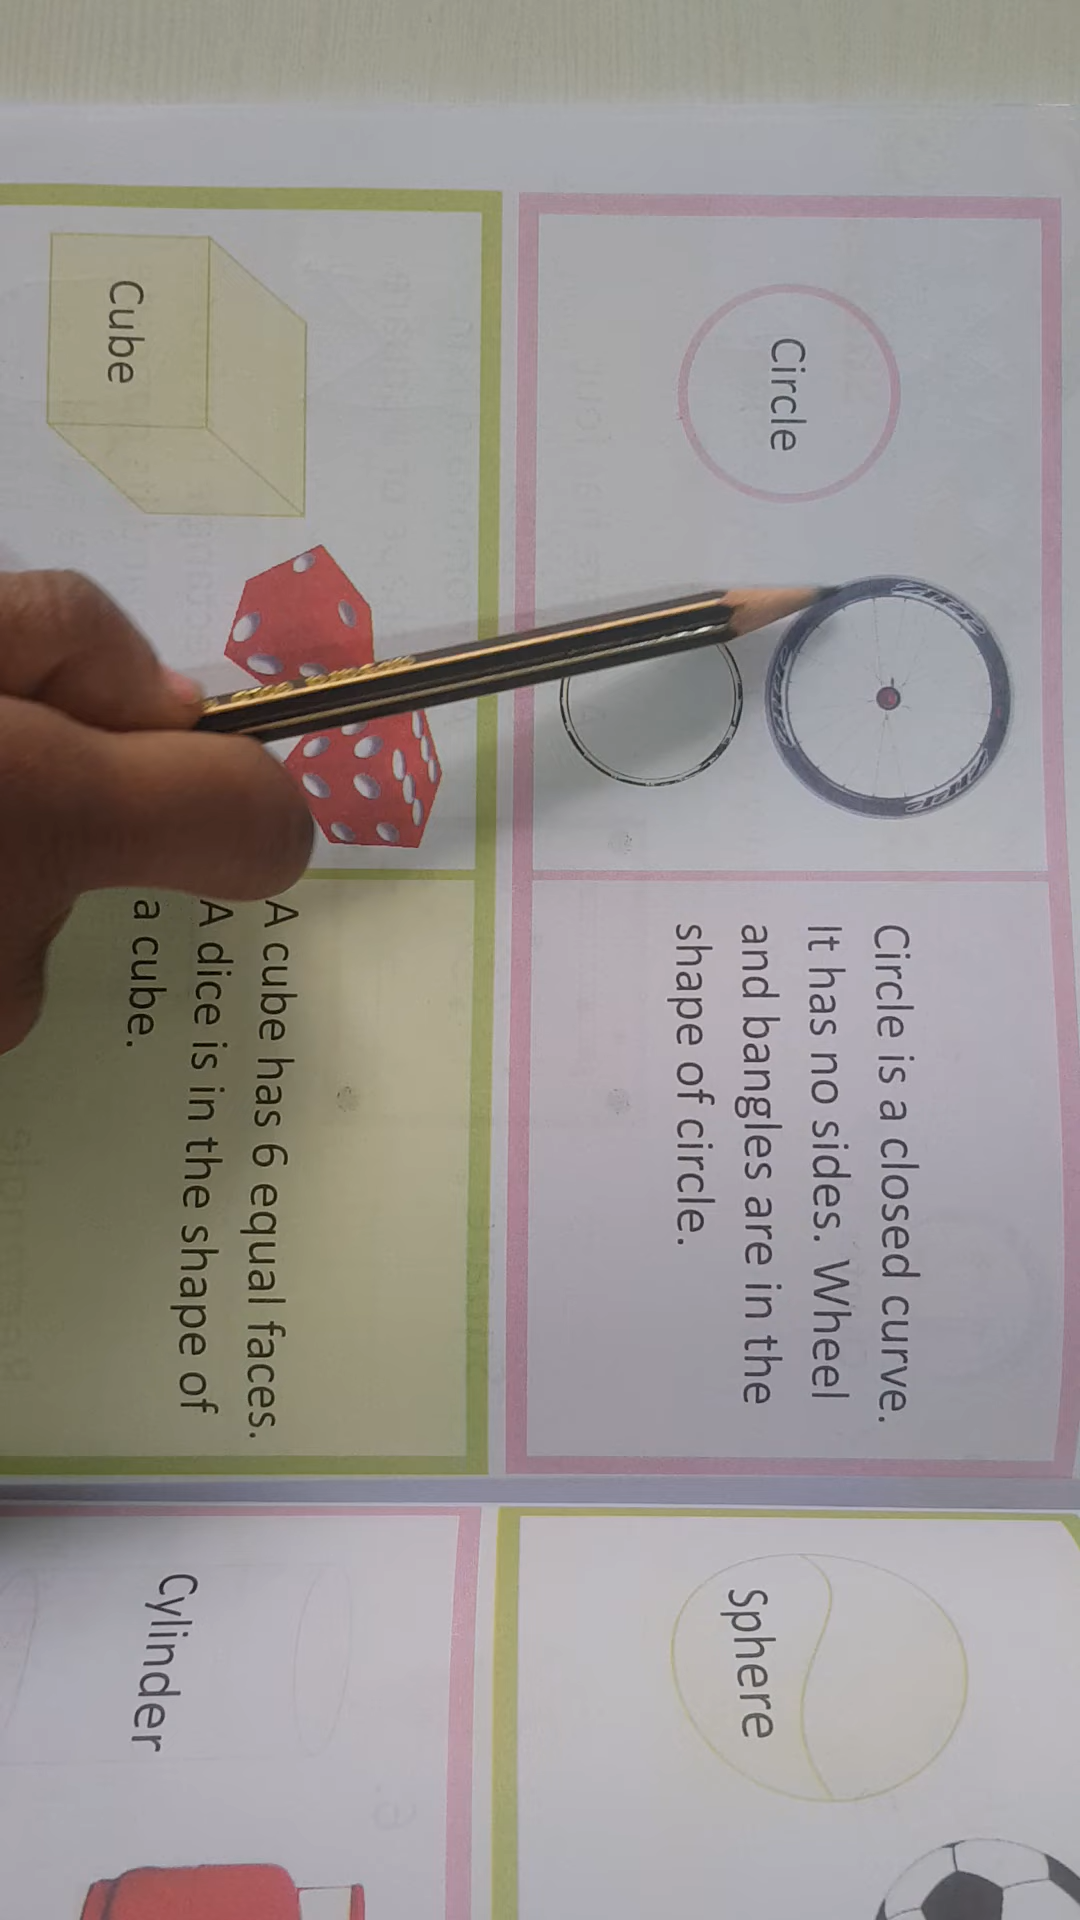 Circle
Circle is a closed curve.
It has no sides. Wheel
and bangles are in the
shape of circle.
Cube
A cube has 6 equal faces.
A dice is in the shape of
a cube.
Sphere
Cylinder